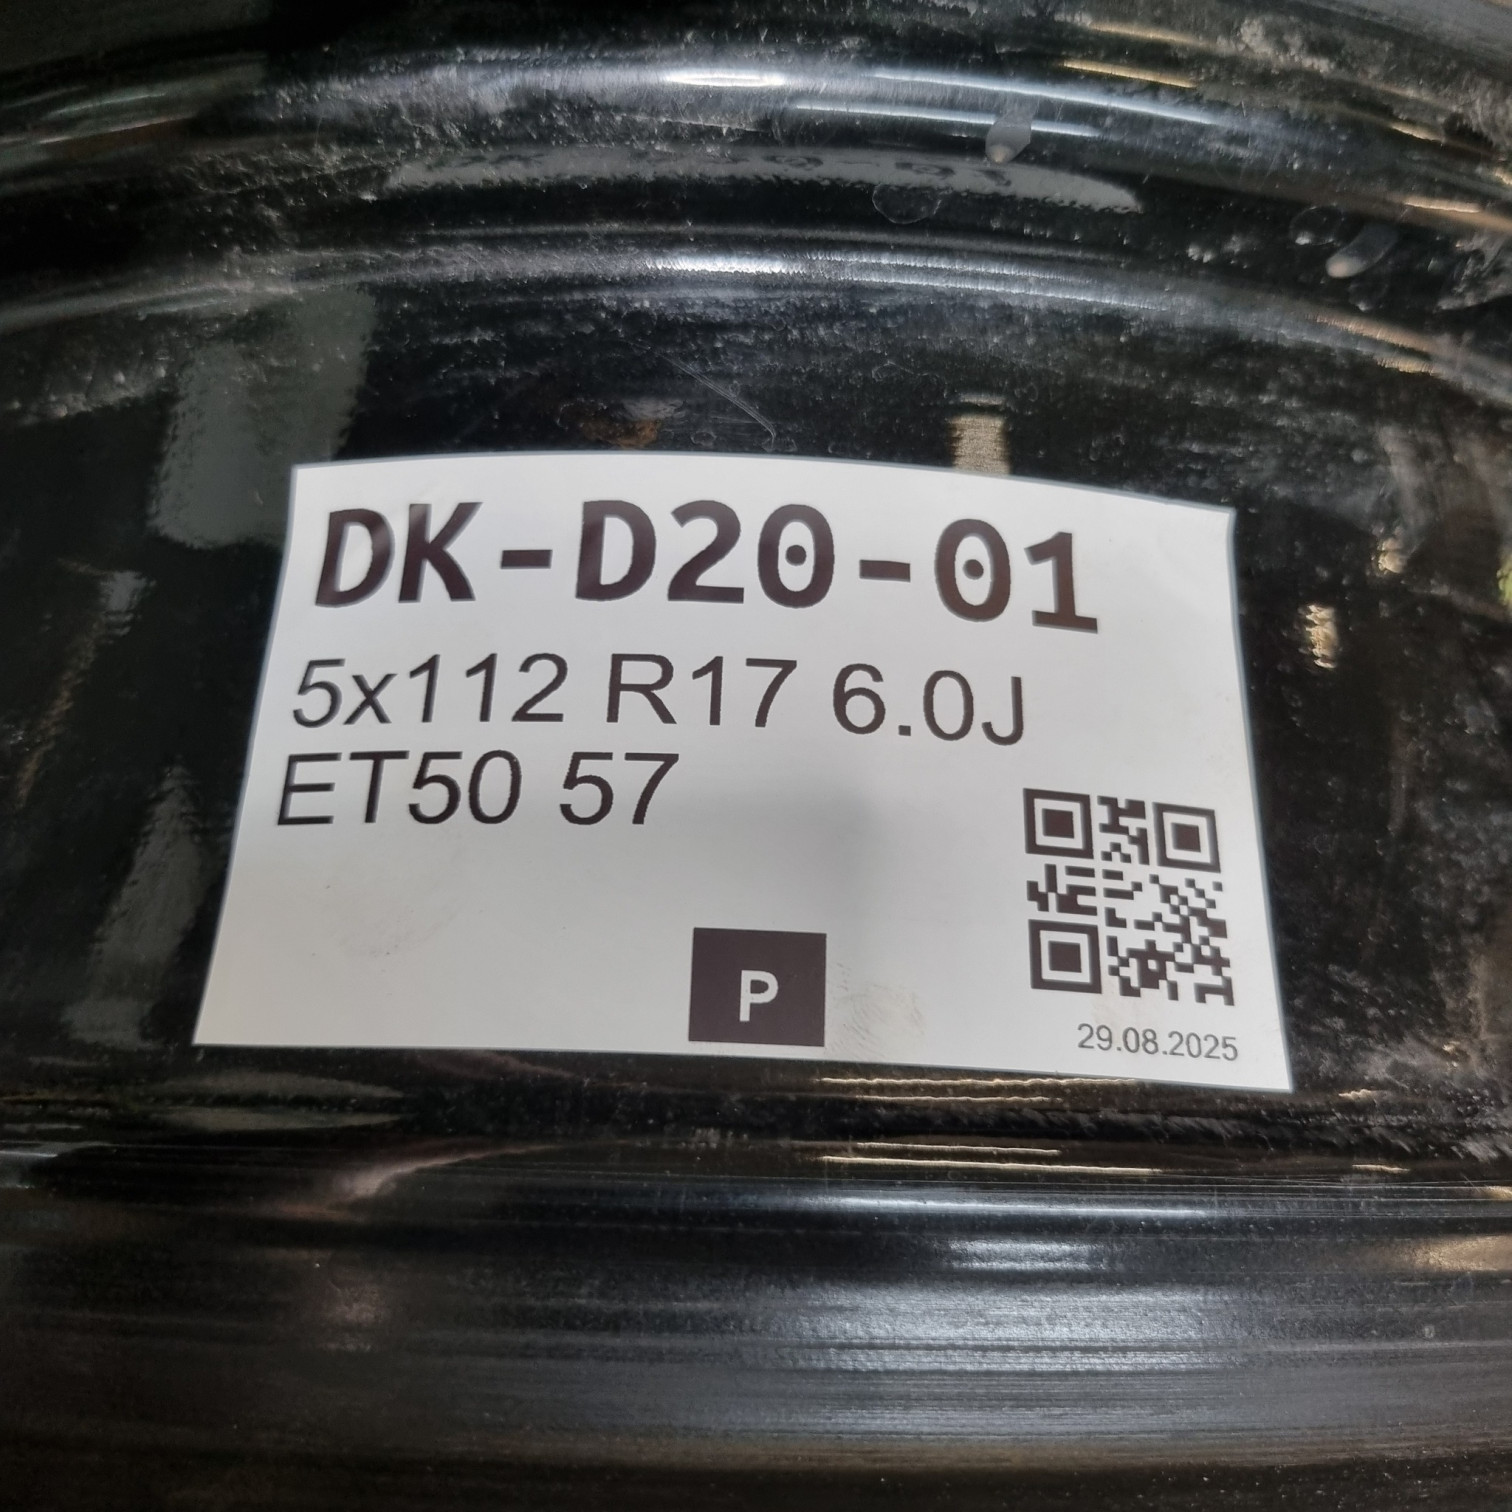 DK-D20-01
5x112 R17 6.0J
ET50 57
P
29.08.2025